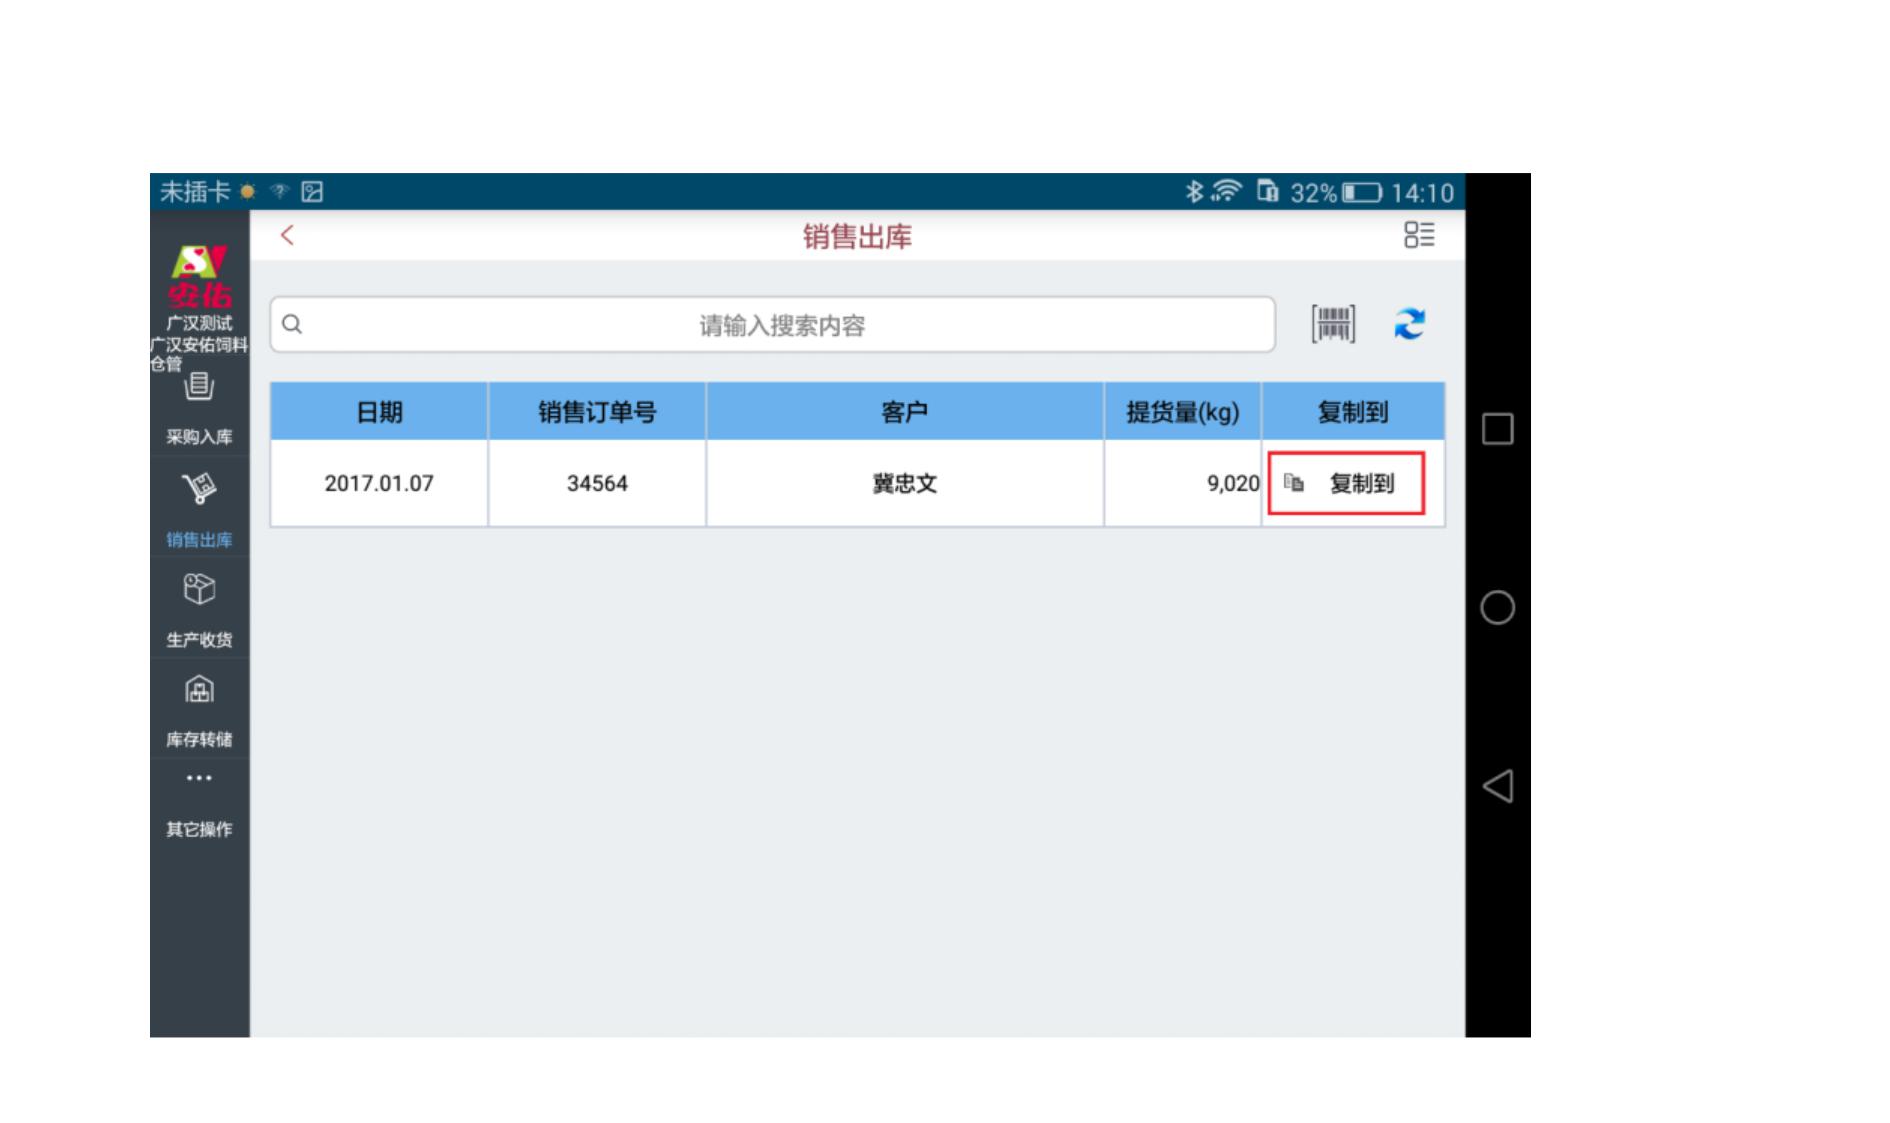 未插卡 32% 14:10
销售出库
安佑
广汉测试
广汉安佑饲料
仓管
请输入搜索内容
日期 销售订单号 客户 提货量(kg) 复制到
2017.01.07 34564 冀忠文 9,020 复制到
采购入库
销售出库
生产收货
库存转储
其它操作